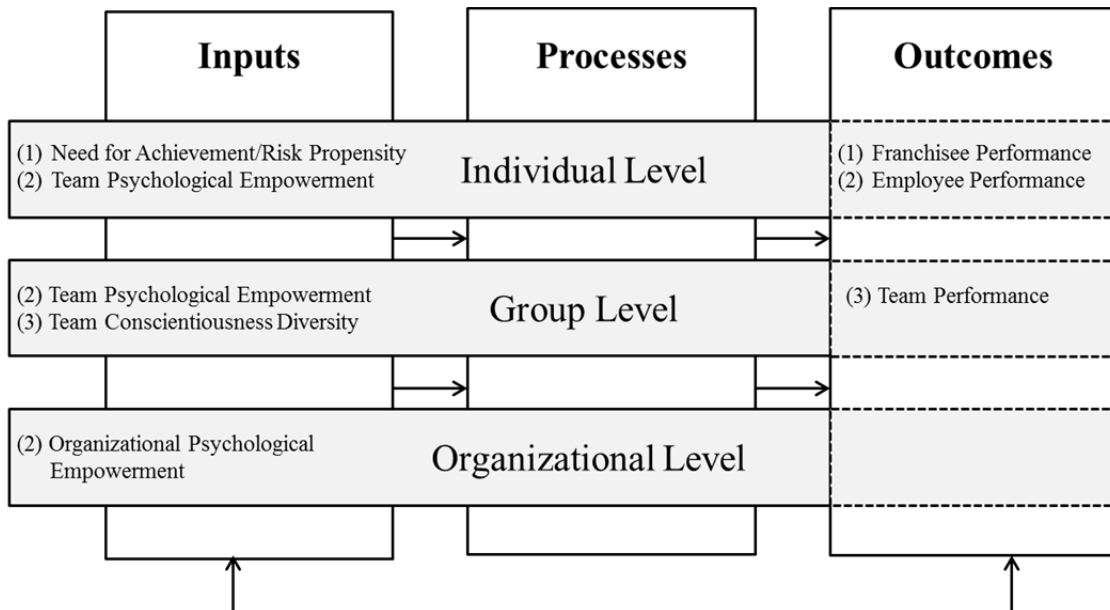 Inputs
Processes
Outcomes
(1) Need for Achievement/Risk Propensity
(2) Team Psychological Empowerment
Individual Level
(1) Franchisee Performance
(2) Employee Performance
(2) Team Psychological Empowerment
(3) Team Conscientiousness Diversity
Group Level
(3) Team Performance
(2) Organizational Psychological
Empowerment
Organizational Level